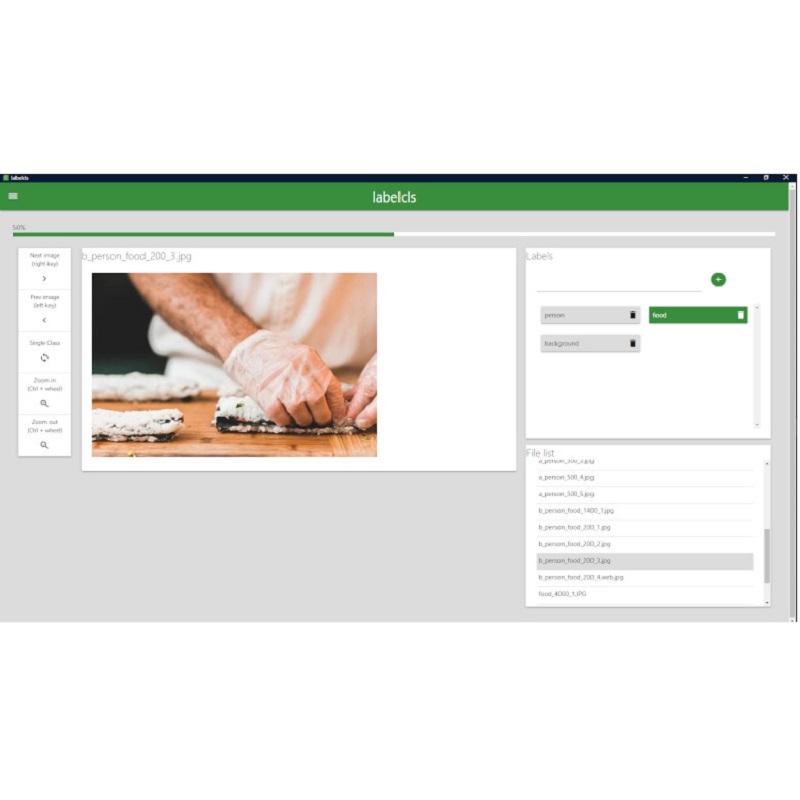 labelcls
labelcls
50%
Next image
(right key)
Prev image
(left key)
Single Class
Zoom in
(Ctrl + wheel)
Zoom out
(Ctrl + wheel)
b_person_food_200_3.jpg
Labels
person
food
background
File list
a_person_500_3.jpg
a_person_500_4.jpg
a_person_500_5.jpg
b_person_food_1400_1.jpg
b_person_food_200_1.jpg
b_person_food_200_2.jpg
b_person_food_200_3.jpg
b_person_food_200_4.web.jpg
food_4000_1.JPG